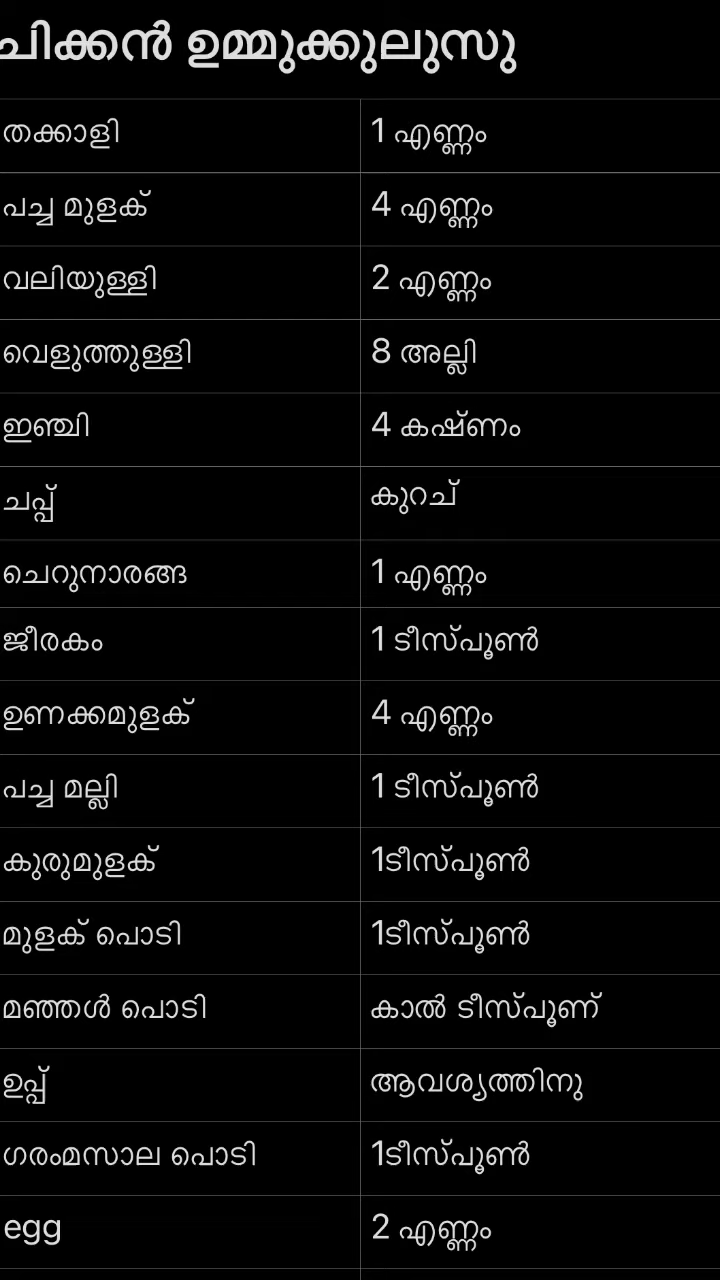 ചിക്കൻ ഉമ്മുക്കുലുസു
തക്കാളി 1 എണ്ണം
പച്ച മുളക് 4 എണ്ണം
വലിയുള്ളി 2 എണ്ണം
വെളുത്തുള്ളി 8 അല്ലി
ഇഞ്ചി 4 കഷ്ണം
ചപ്പ് കുറച്
ചെറുനാരങ്ങ 1 എണ്ണം
ജീരകം 1 ടീസ്പൂൺ
ഉണക്കമുളക് 4 എണ്ണം
പച്ച മല്ലി 1 ടീസ്പൂൺ
കുരുമുളക് 1ടീസ്പൂൺ
മുളക് പൊടി 1ടീസ്പൂൺ
മഞ്ഞൾ പൊടി കാൽ ടീസ്പൂണ്
ഉപ്പ് ആവശ്യത്തിനു
ഗരംമസാല പൊടി 1ടീസ്പൂൺ
egg 2 എണ്ണം